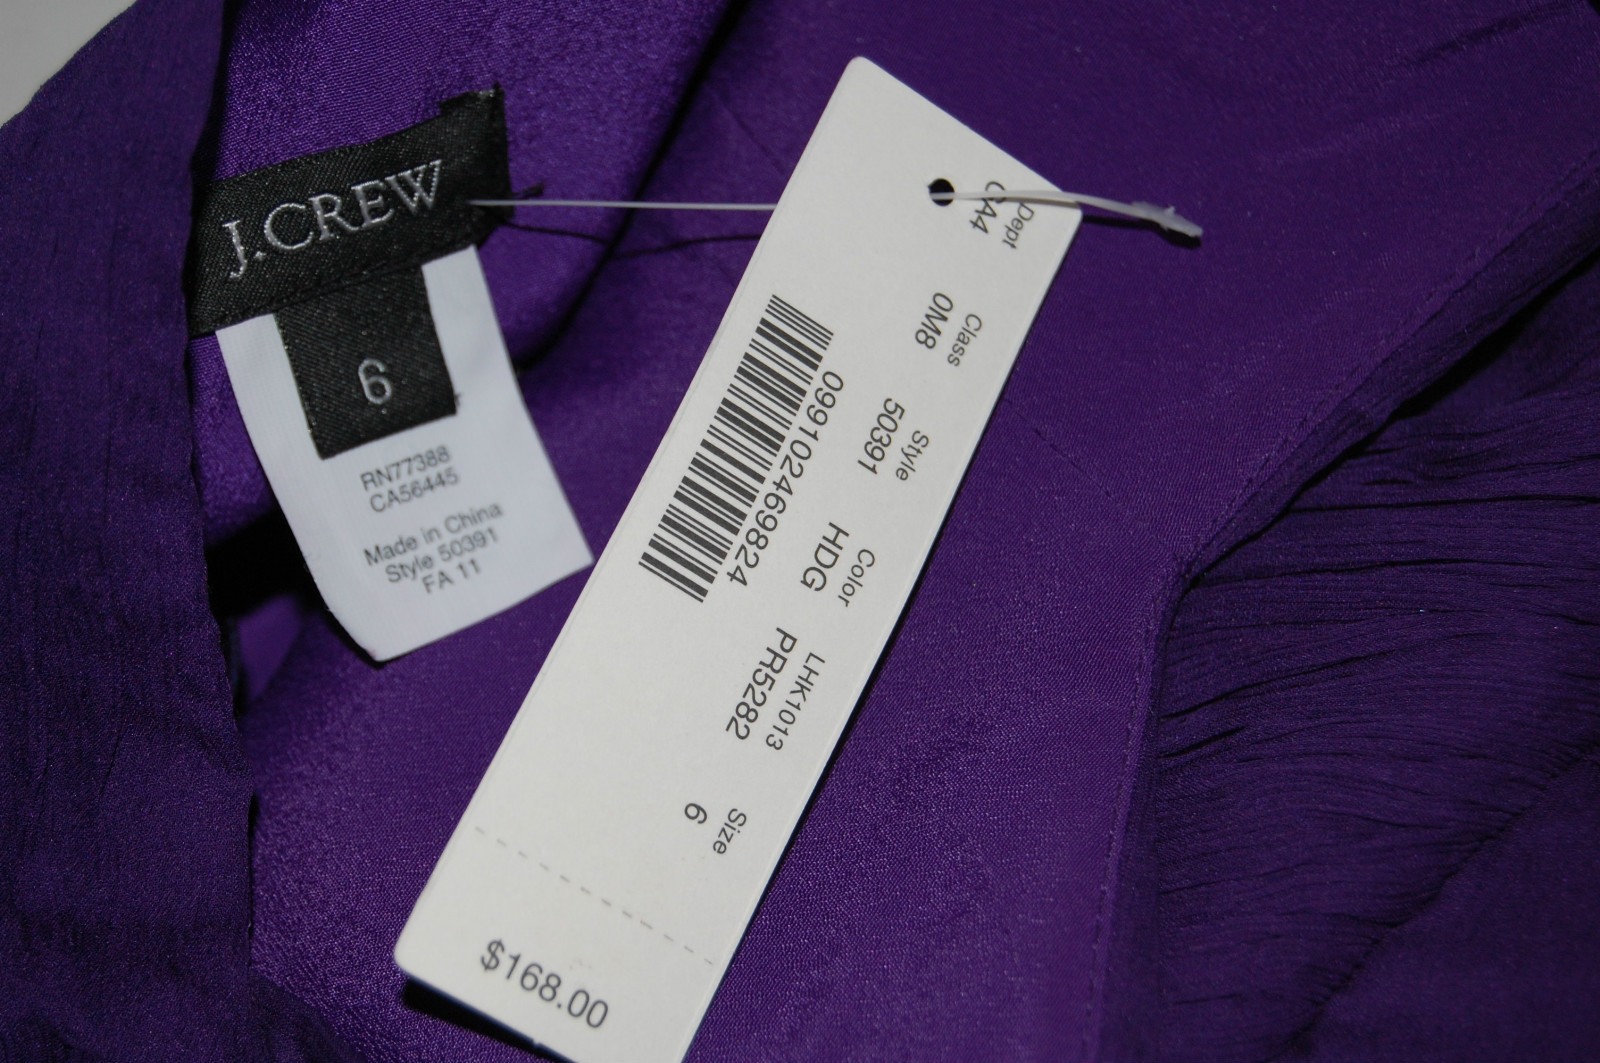 J.CREW
6
RN77388
CA56445
Made in China
Style 50391
FA 11
Dept Class Style Color LHK1013 Size
0M8 50391 HDG PR5282 6
099102469824
$168.00